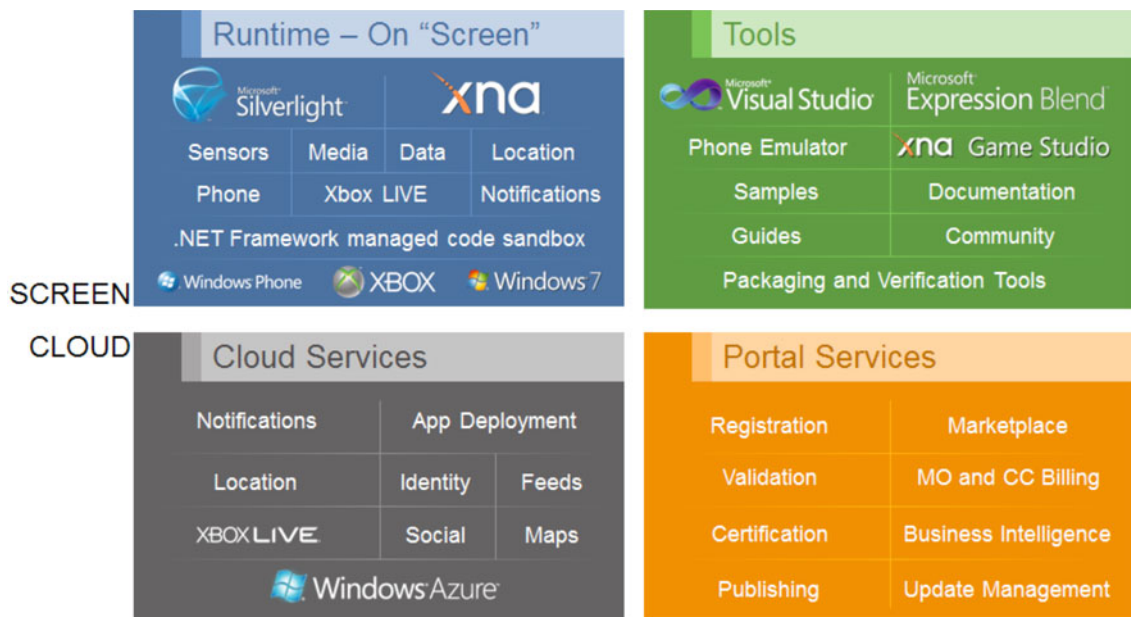 Runtime – On “Screen”
Microsoft®
Silverlight™
xna
Sensors
Media
Data
Location
Phone
Xbox LIVE
Notifications
.NET Framework managed code sandbox
Windows Phone
XBOX
Windows 7
Tools
Microsoft®
Visual Studio®
Microsoft®
Expression Blend™
Phone Emulator
xna Game Studio
Samples
Documentation
Guides
Community
Packaging and Verification Tools
SCREEN
CLOUD
Cloud Services
Notifications
App Deployment
Location
Identity
Feeds
XBOX LIVE
Social
Maps
Windows Azure™
Portal Services
Registration
Marketplace
Validation
MO and CC Billing
Certification
Business Intelligence
Publishing
Update Management